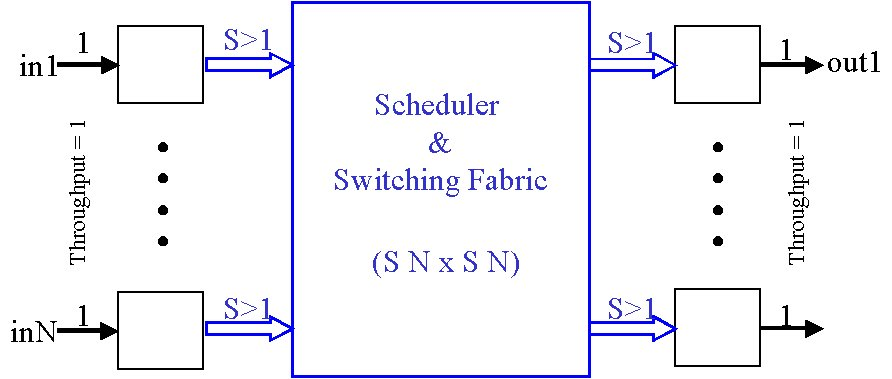 in1
1
S>1
S>1
1
out1
Throughput = 1
Scheduler
&
Switching Fabric
(S N x S N)
Throughput = 1
inN
1
S>1
S>1
1